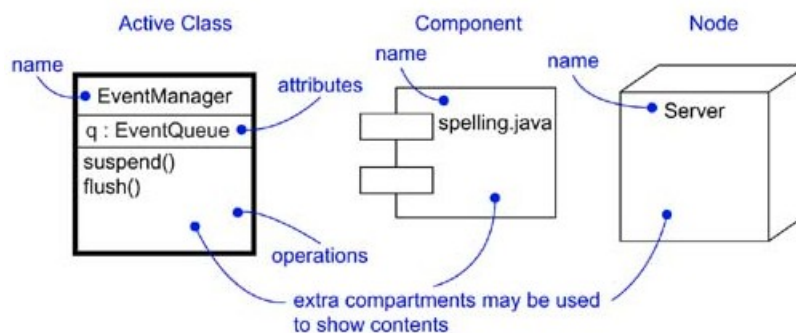 Active Class
Component
Node
name
name
name
EventManager
attributes
spelling.java
Server
q : EventQueue
suspend()
flush()
operations
extra compartments may be used
to show contents